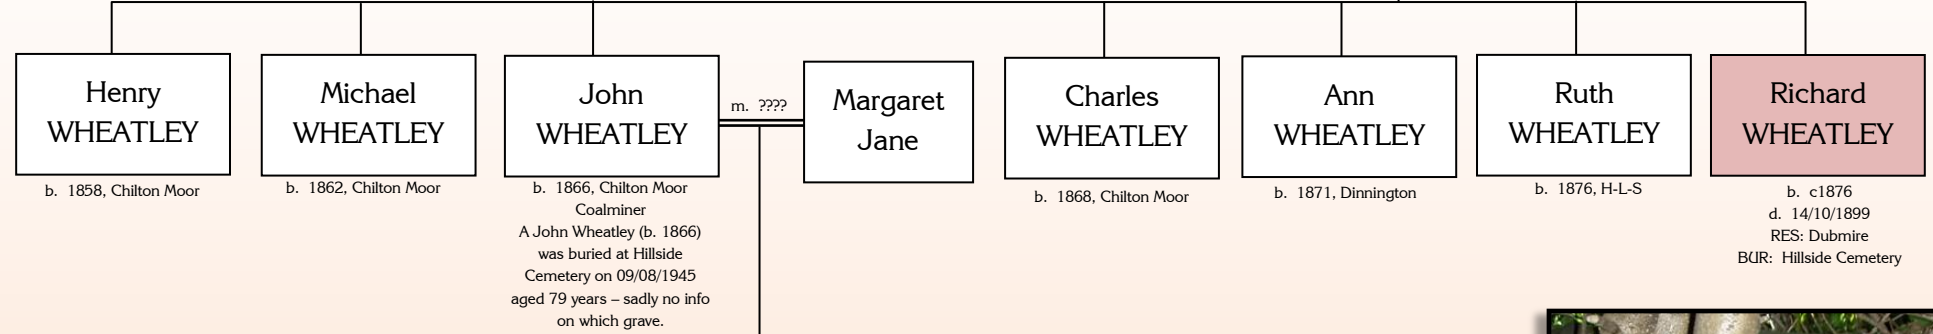 Henry
WHEATLEY
b. 1858, Chilton Moor
Michael
WHEATLEY
b. 1862, Chilton Moor
John
WHEATLEY
b. 1866, Chilton Moor
Coalminer
A John Wheatley (b. 1866)
was buried at Hillside
Cemetery on 09/08/1945
aged 79 years – sadly no info
on which grave.
m. ????
Margaret
Jane
Charles
WHEATLEY
b. 1868, Chilton Moor
Ann
WHEATLEY
b. 1871, Dinnington
Ruth
WHEATLEY
b. 1876, H-L-S
Richard
WHEATLEY
b. c1876
d. 14/10/1899
RES: Dubmire
BUR: Hillside Cemetery